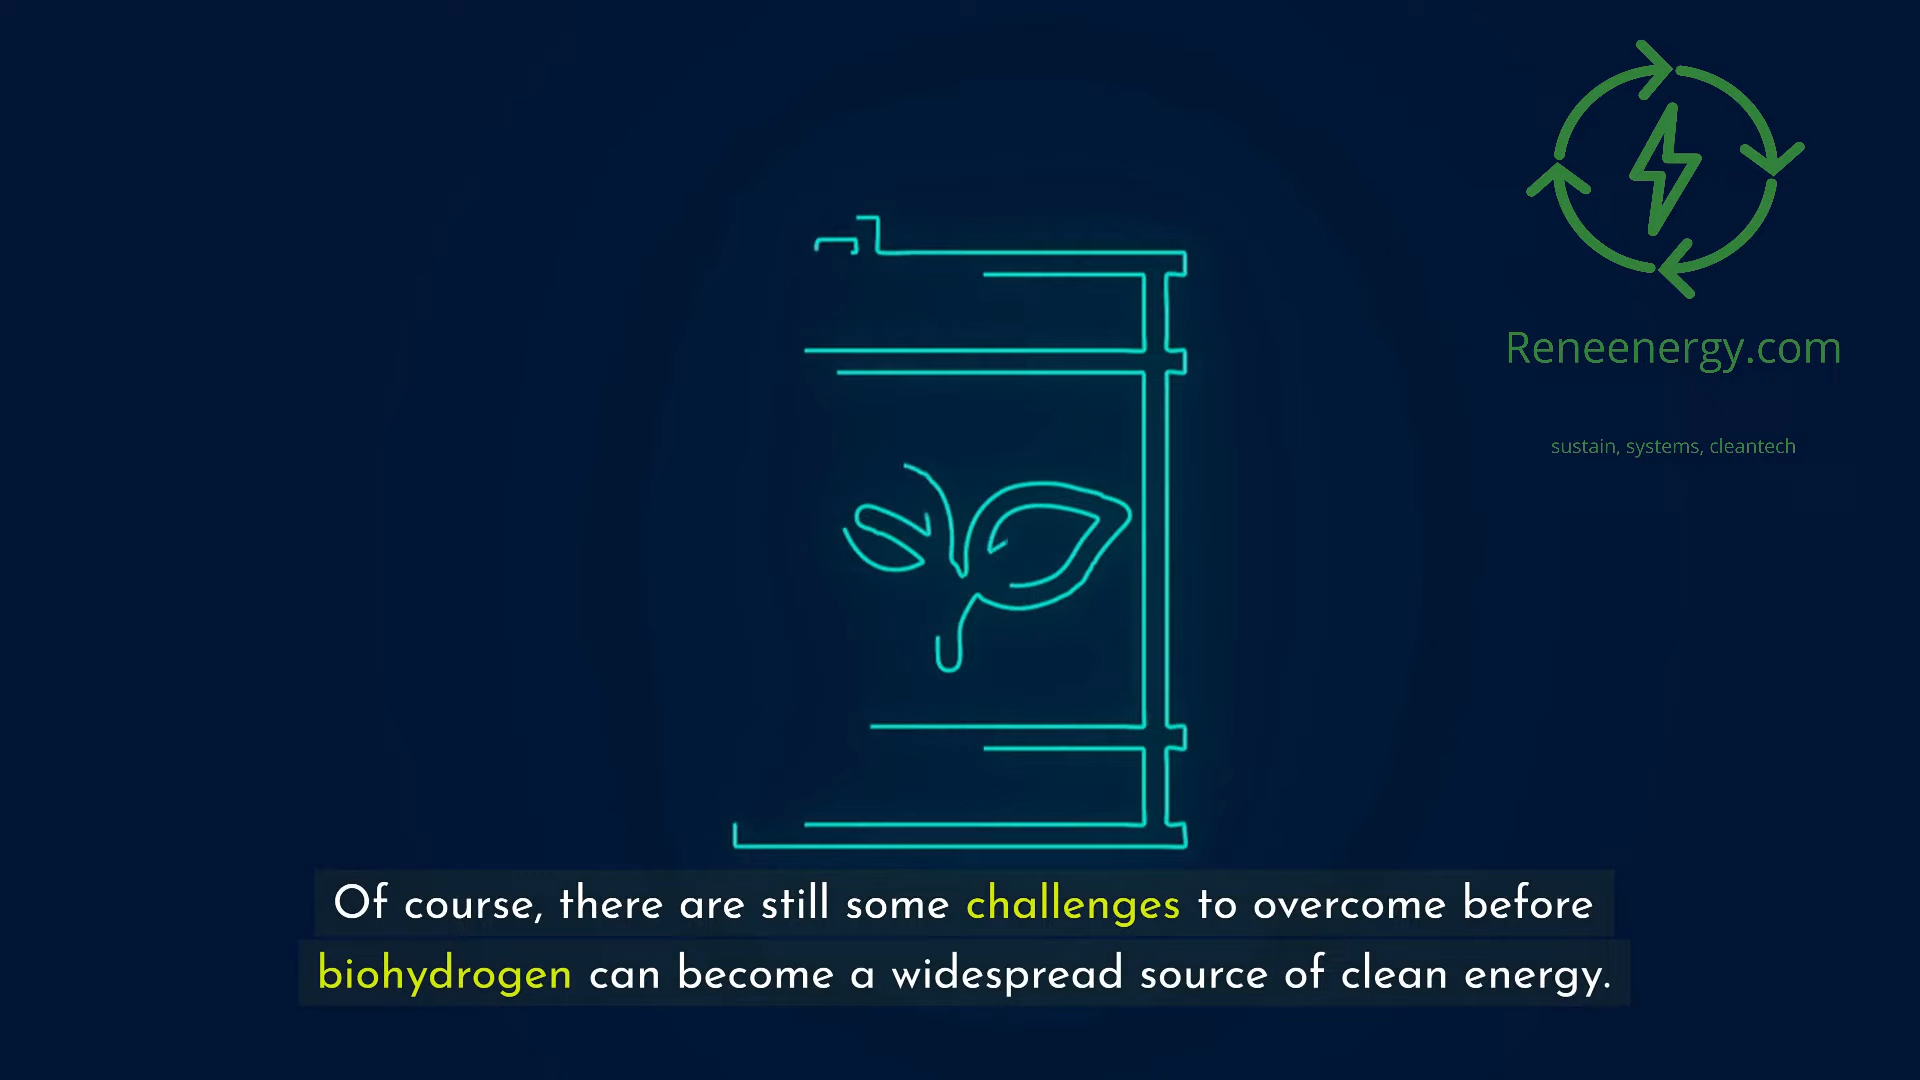 Reneenergy.com
sustain, systems, cleantech
Of course, there are still some challenges to overcome before
biohydrogen can become a widespread source of clean energy.